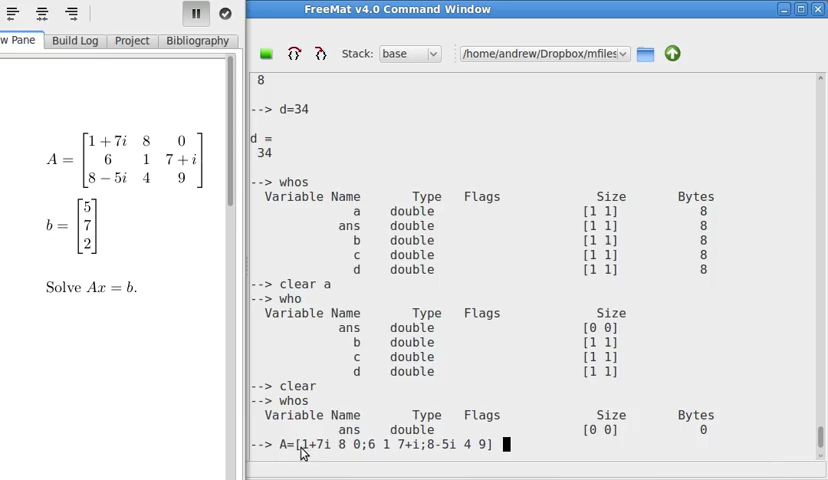 w Pane Build Log Project Bibliography
A = [1 + 7i 8 0
6 1 7 + i
8 − 5i 4 9]
b = [5
7
2]
Solve Ax = b.
FreeMat v4.0 Command Window
Stack: base /home/andrew/Dropbox/mfiles
8
--> d=34
d =
34
--> whos
Variable Name Type Flags Size Bytes
a double [1 1] 8
ans double [0 0] 8
b double [1 1] 8
c double [1 1] 8
d double [1 1] 8
--> clear a
--> who
Variable Name Type Flags Size
ans double [0 0]
b double [1 1]
c double [1 1]
d double [1 1]
--> clear
--> whos
Variable Name Type Flags Size Bytes
ans double [0 0] 0
--> A=[1+7i 8 0;6 1 7+i;8-5i 4 9]